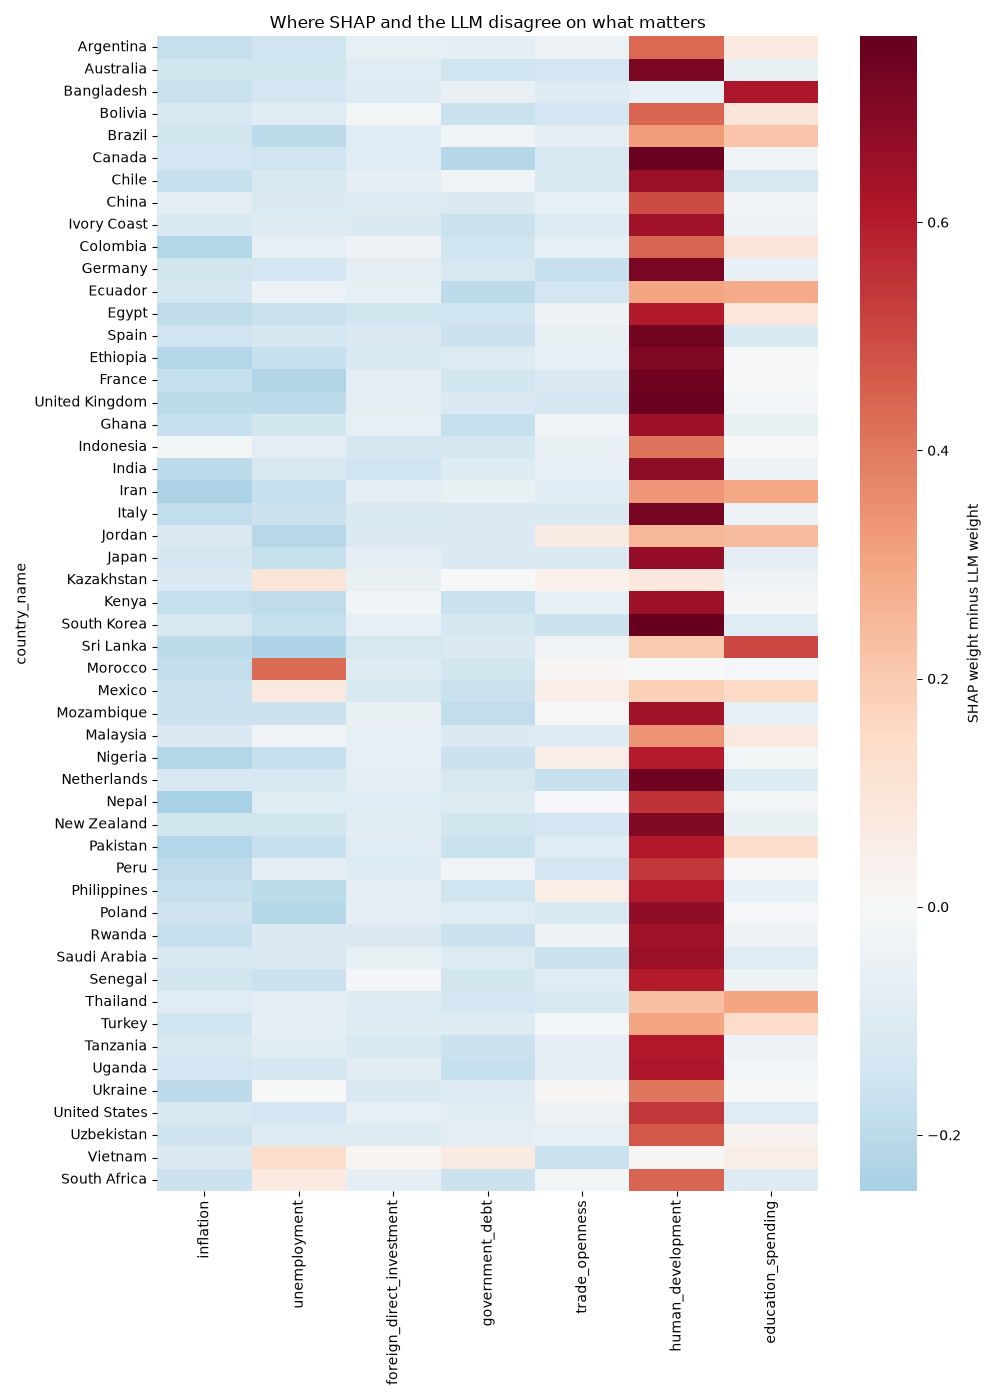 Where SHAP and the LLM disagree on what matters
country_name
Argentina
Australia
Bangladesh
Bolivia
Brazil
Canada
Chile
China
Ivory Coast
Colombia
Germany
Ecuador
Egypt
Spain
Ethiopia
France
United Kingdom
Ghana
Indonesia
India
Iran
Italy
Jordan
Japan
Kazakhstan
Kenya
South Korea
Sri Lanka
Morocco
Mexico
Mozambique
Malaysia
Nigeria
Netherlands
Nepal
New Zealand
Pakistan
Peru
Philippines
Poland
Rwanda
Saudi Arabia
Senegal
Thailand
Turkey
Tanzania
Uganda
Ukraine
United States
Uzbekistan
Vietnam
South Africa
inflation
unemployment
foreign_direct_investment
government_debt
trade_openness
human_development
education_spending
0.6
0.4
0.2
0.0
−0.2
SHAP weight minus LLM weight